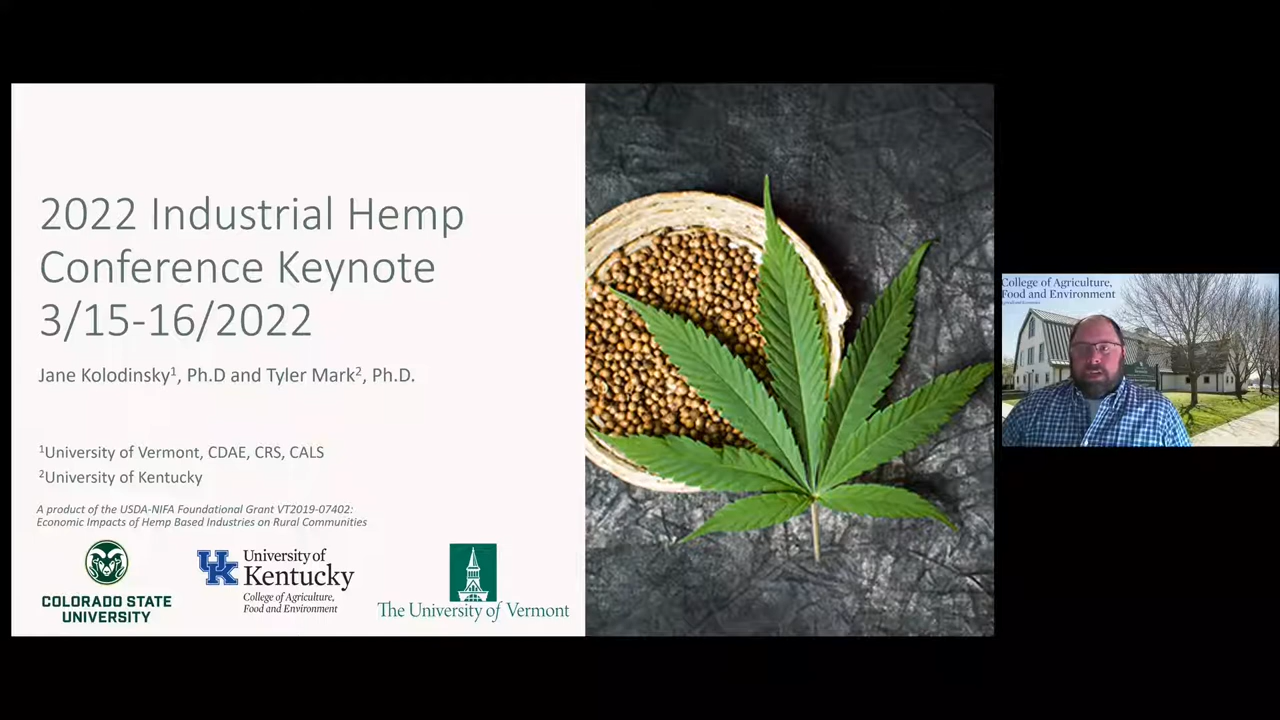 2022 Industrial Hemp
Conference Keynote
3/15-16/2022
Jane Kolodinsky¹, Ph.D and Tyler Mark², Ph.D.
¹University of Vermont, CDAE, CRS, CALS
²University of Kentucky
A product of the USDA-NIFA Foundational Grant VT2019-07402:
Economic Impacts of Hemp Based Industries on Rural Communities
COLORADO STATE
UNIVERSITY
UK
University of
Kentucky
College of Agriculture,
Food and Environment
The University of Vermont
College of Agriculture,
Food and Environment